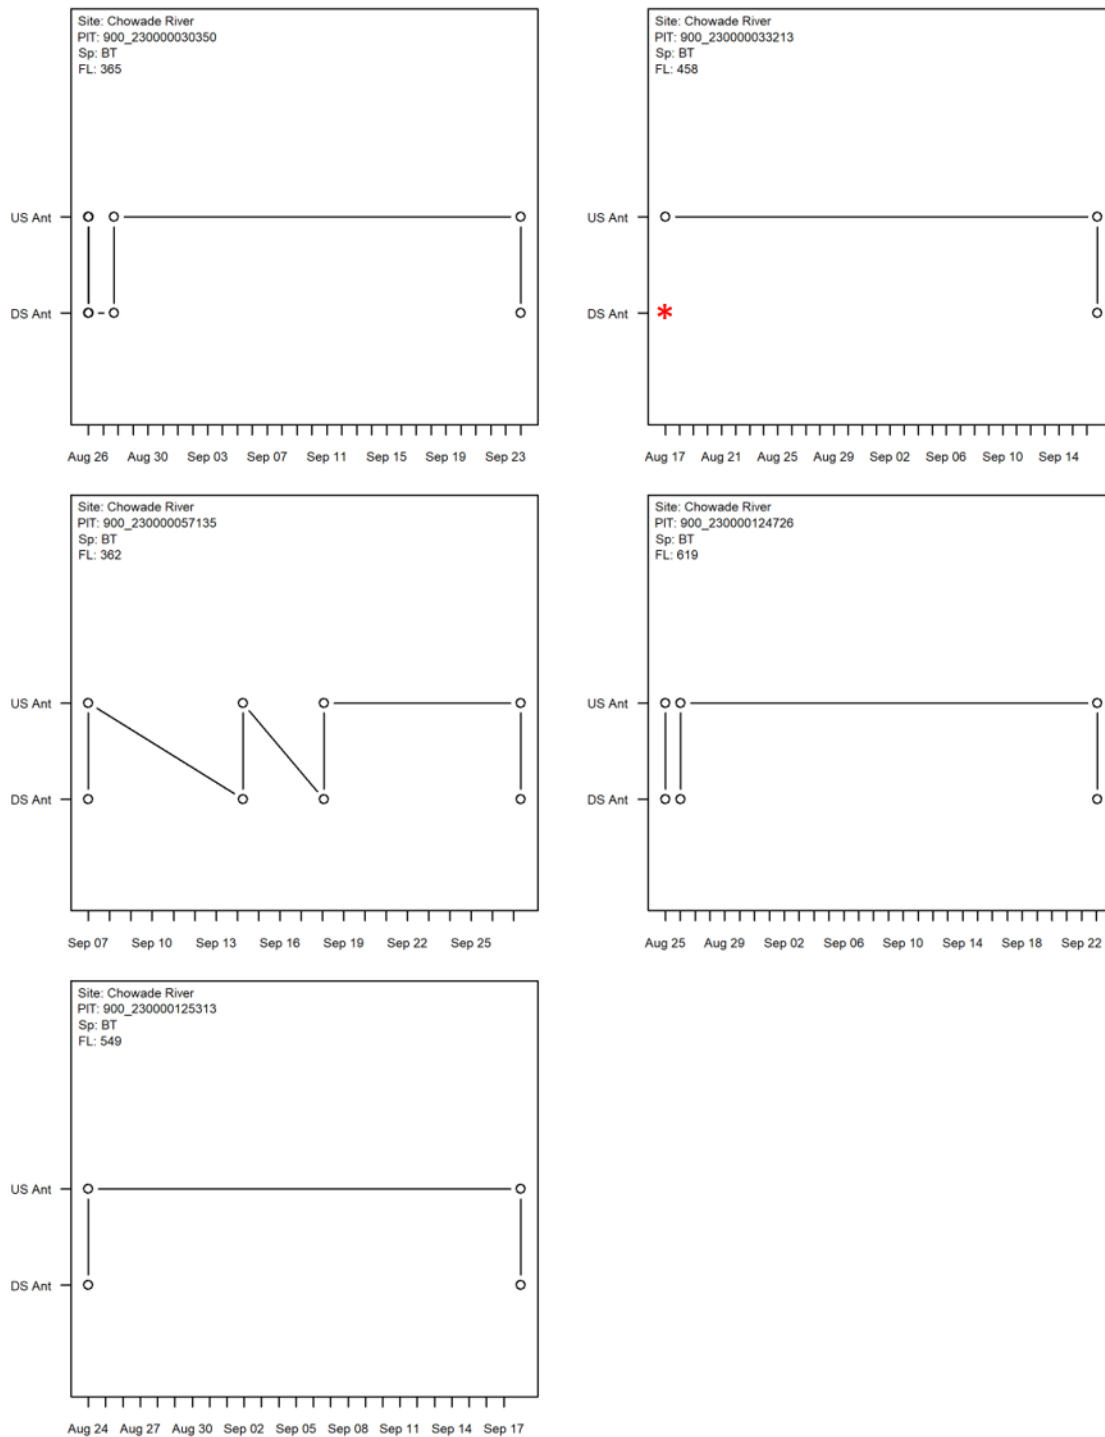 Site: Chowade River
PIT: 900_230000030350
Sp: BT
FL: 365
US Ant
DS Ant
Aug 26 Aug 30 Sep 03 Sep 07 Sep 11 Sep 15 Sep 19 Sep 23
Site: Chowade River
PIT: 900_230000033213
Sp: BT
FL: 458
US Ant
DS Ant
*
Aug 17 Aug 21 Aug 25 Aug 29 Sep 02 Sep 06 Sep 10 Sep 14
Site: Chowade River
PIT: 900_230000057135
Sp: BT
FL: 362
US Ant
DS Ant
Sep 07 Sep 10 Sep 13 Sep 16 Sep 19 Sep 22 Sep 25
Site: Chowade River
PIT: 900_230000124726
Sp: BT
FL: 619
US Ant
DS Ant
Aug 25 Aug 29 Sep 02 Sep 06 Sep 10 Sep 14 Sep 18 Sep 22
Site: Chowade River
PIT: 900_230000125313
Sp: BT
FL: 549
US Ant
DS Ant
Aug 24 Aug 27 Aug 30 Sep 02 Sep 05 Sep 08 Sep 11 Sep 14 Sep 17